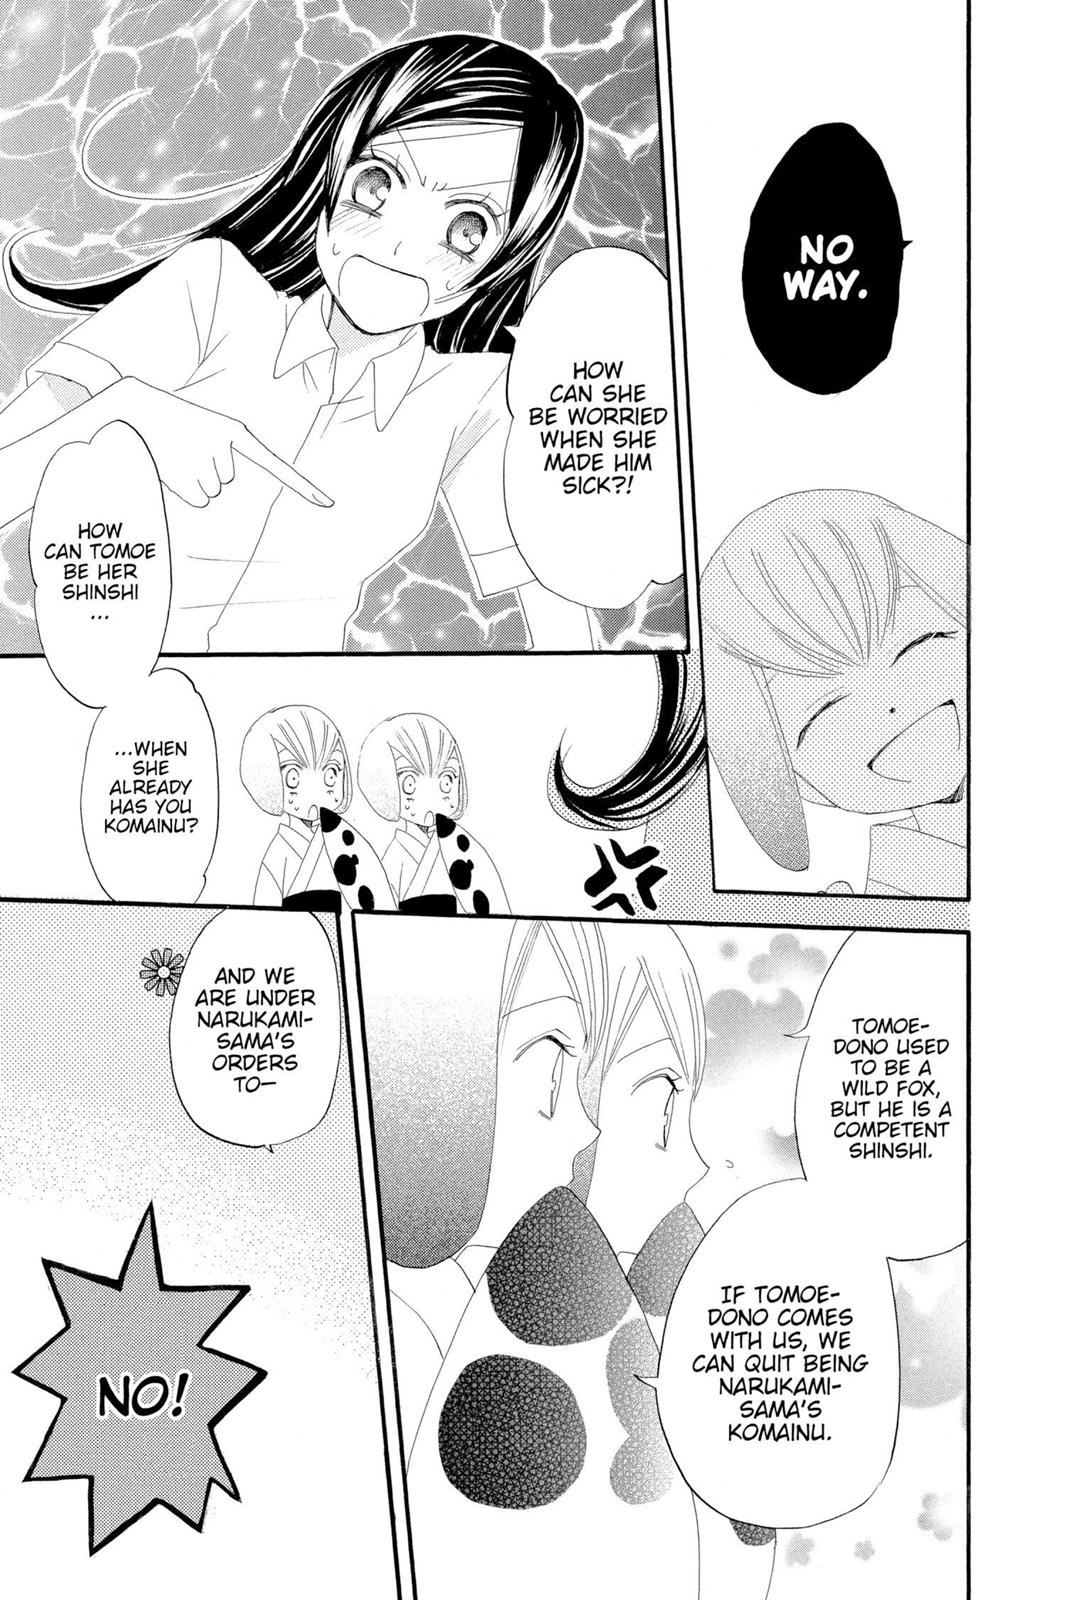 NO
WAY.
HOW
CAN SHE
BE WORRIED
WHEN SHE
MADE HIM
SICK?!
HOW
CAN TOMOE
BE HER
SHINSHI
...
...WHEN
SHE
ALREADY
HAS YOU
KOMAINU?
TOMOE-
DONO USED
TO BE A
WILD FOX,
BUT HE IS A
COMPETENT
SHINSHI.
IF TOMOE-
DONO COMES
WITH US, WE
CAN QUIT BEING
NARUKAMI-
SAMA'S
KOMAINU.
AND WE
ARE UNDER
NARUKAMI-
SAMA'S
ORDERS
TO—
NO!